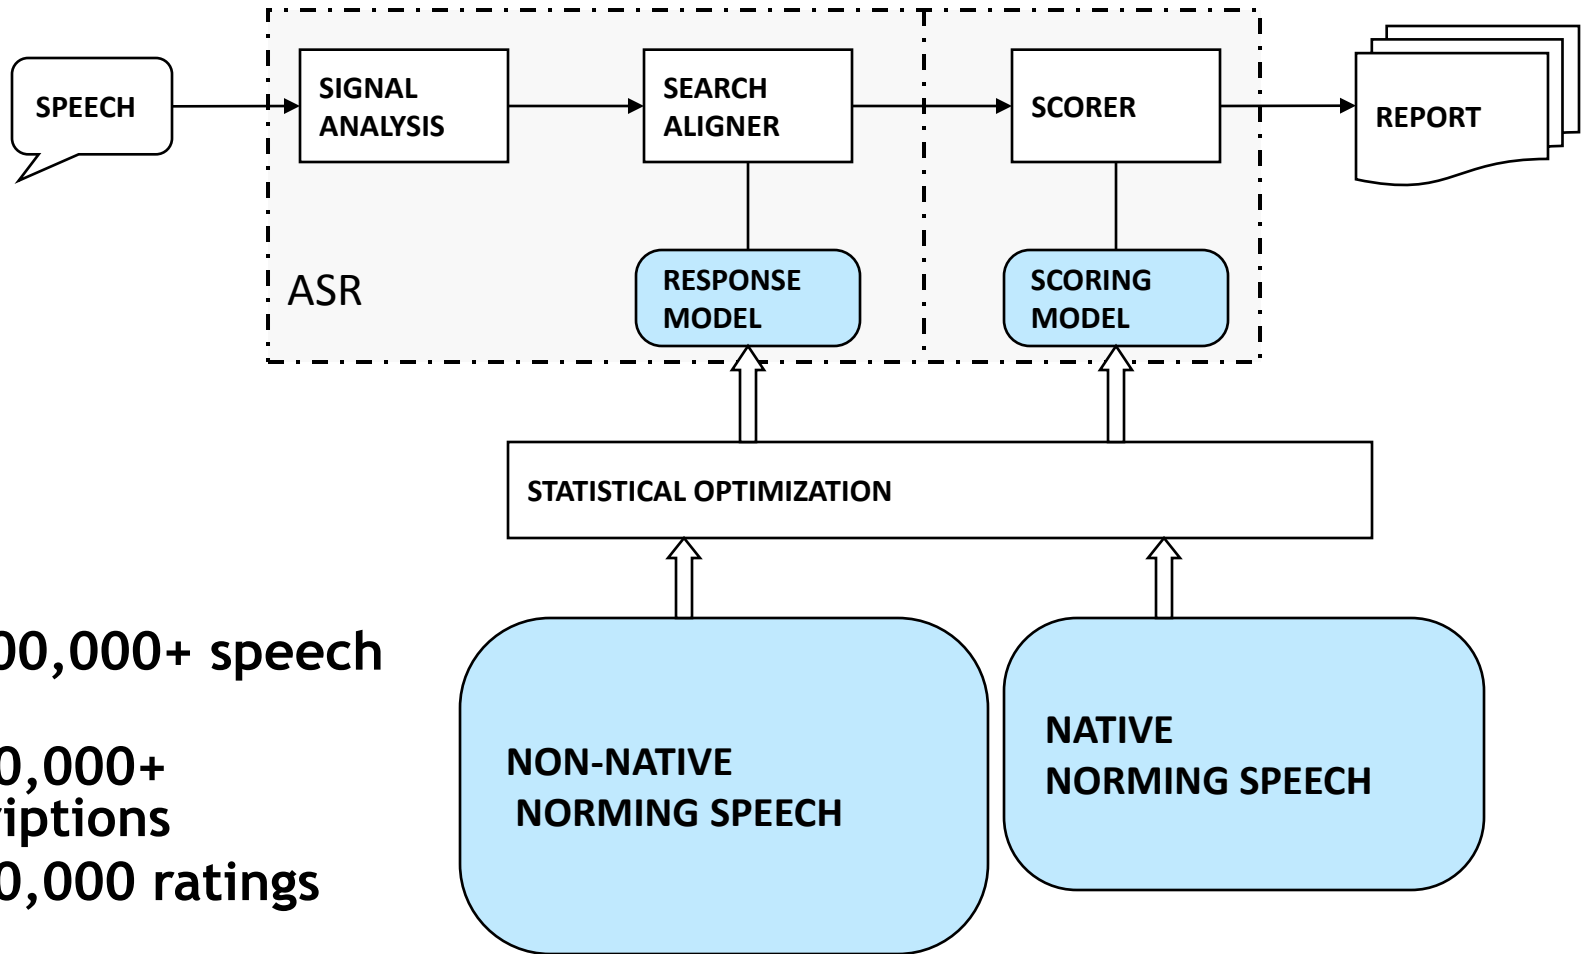 SPEECH
SIGNAL
ANALYSIS
SEARCH
ALIGNER
SCORER
REPORT
ASR
RESPONSE
MODEL
SCORING
MODEL
STATISTICAL OPTIMIZATION
00,000+ speech
0,000+
0,000 ratings
NON-NATIVE
NORMING SPEECH
NATIVE
NORMING SPEECH